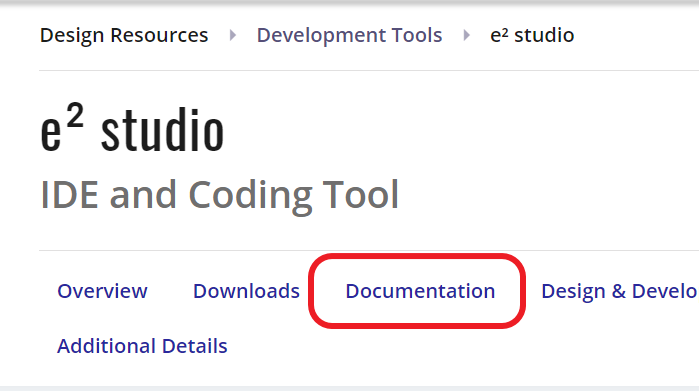 Design Resources Development Tools e² studio
e² studio
IDE and Coding Tool
Overview Downloads Documentation Design & Develo
Additional Details